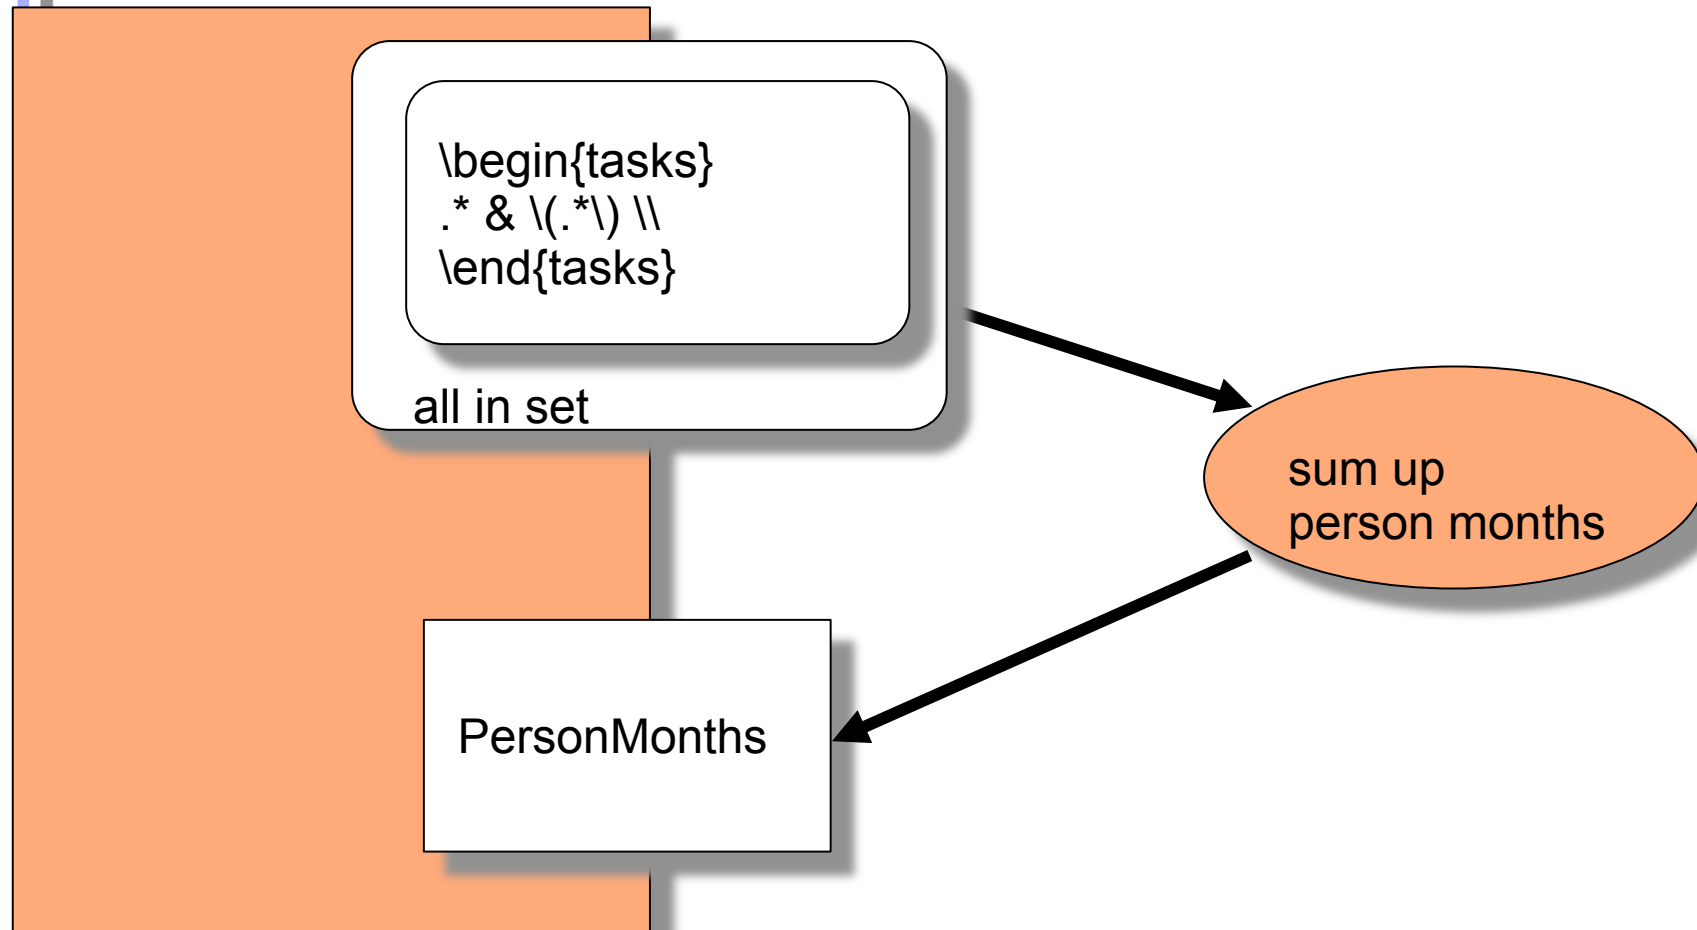 \begin{tasks}
.* & \(.*\) \\
\end{tasks}
all in set
sum up
person months
PersonMonths